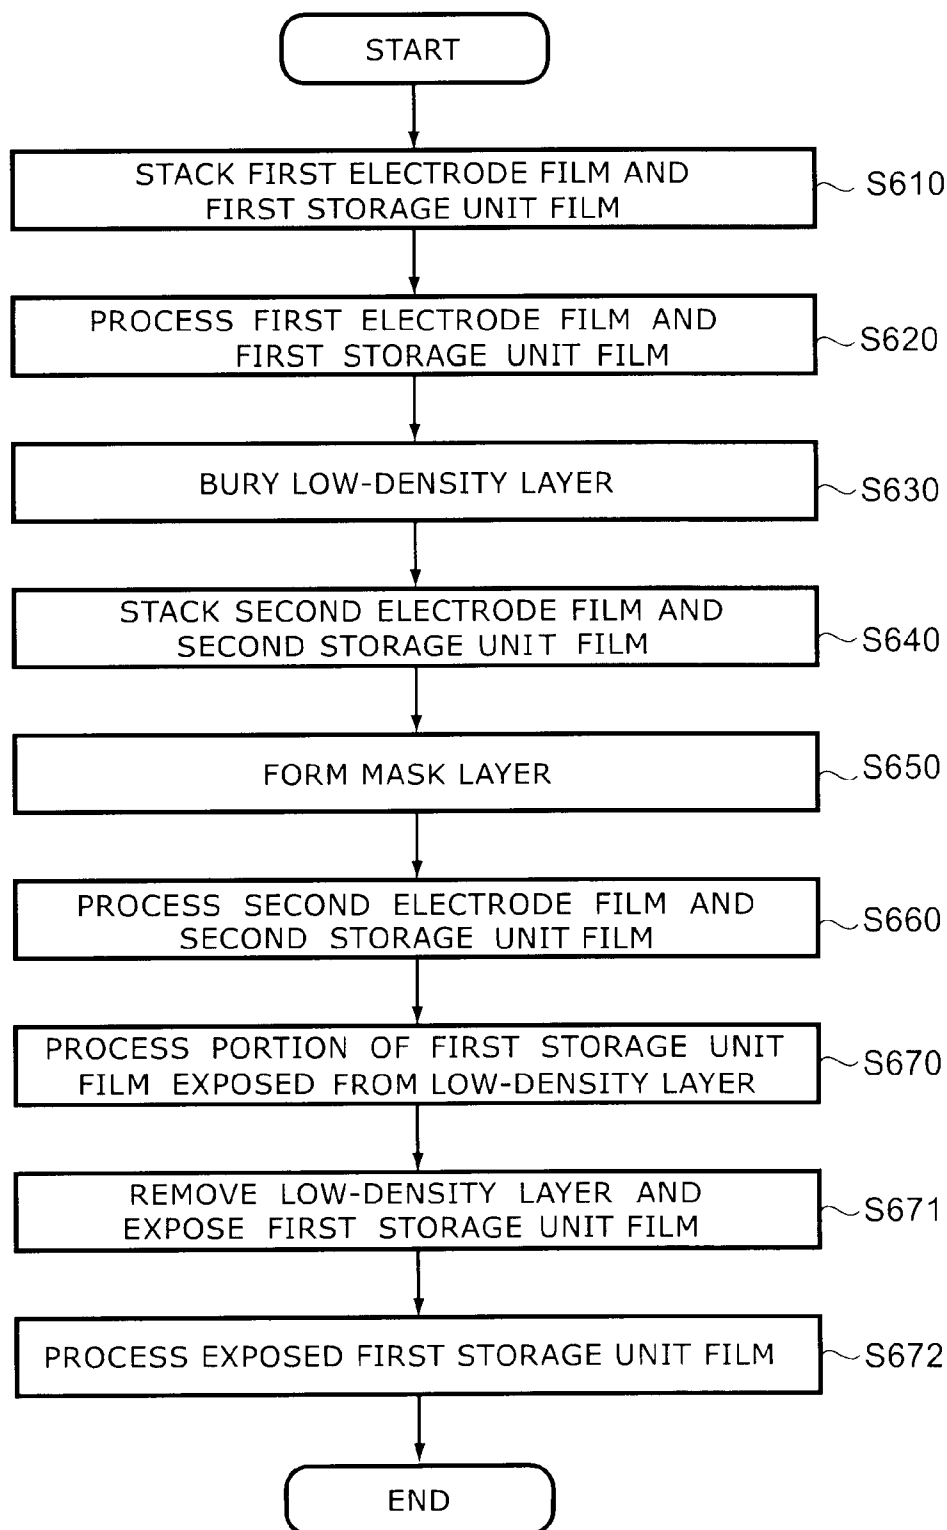 START
STACK FIRST ELECTRODE FILM AND
FIRST STORAGE UNIT FILM
S610
PROCESS FIRST ELECTRODE FILM AND
FIRST STORAGE UNIT FILM
S620
BURY LOW-DENSITY LAYER
S630
STACK SECOND ELECTRODE FILM AND
SECOND STORAGE UNIT FILM
S640
FORM MASK LAYER
S650
PROCESS SECOND ELECTRODE FILM AND
SECOND STORAGE UNIT FILM
S660
PROCESS PORTION OF FIRST STORAGE UNIT
FILM EXPOSED FROM LOW-DENSITY LAYER
S670
REMOVE LOW-DENSITY LAYER AND
EXPOSE FIRST STORAGE UNIT FILM
S671
PROCESS EXPOSED FIRST STORAGE UNIT FILM
S672
END